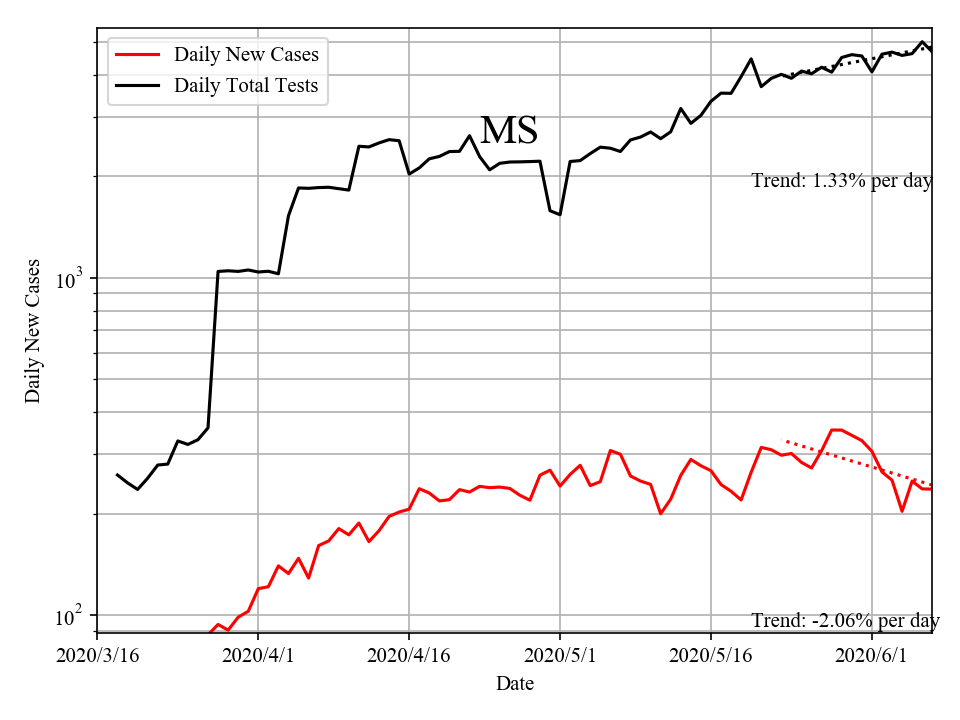 Daily New Cases
Daily Total Tests
MS
Trend: 1.33% per day
10³
Daily New Cases
10²
Trend: -2.06% per day
2020/3/16
2020/4/1
2020/4/16
2020/5/1
2020/5/16
2020/6/1
Date